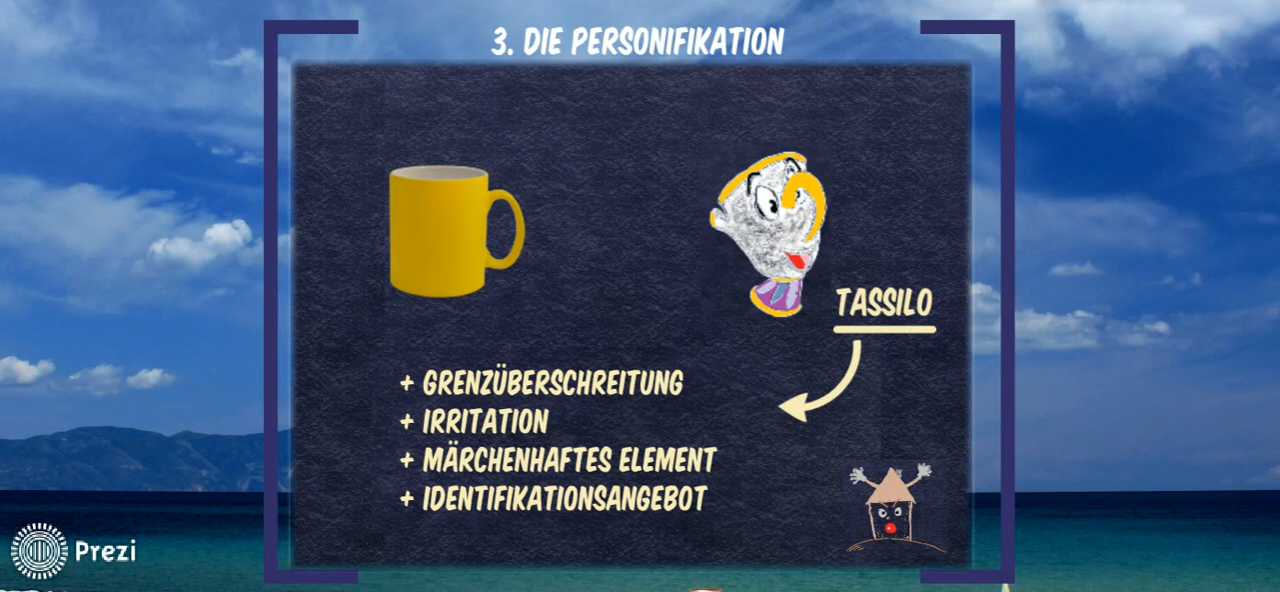 3. DIE PERSONIFIKATION
TASSILO
+ GRENZÜBERSCHREITUNG
+ IRRITATION
+ MÄRCHENHAFTES ELEMENT
+ IDENTIFIKATIONSANGEBOT
Prezi